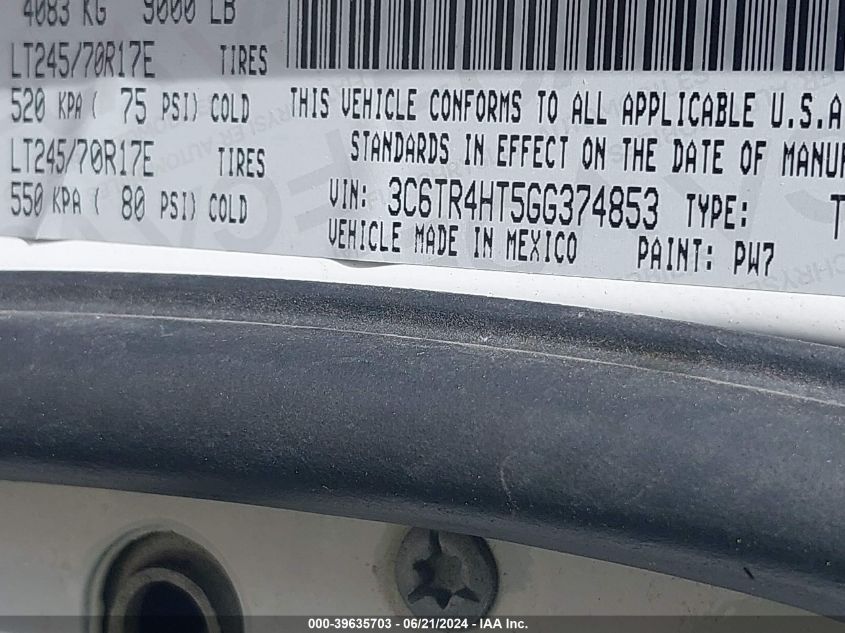 4083 KG 9000 LB
LT245/70R17E TIRES
520 KPA ( 75 PSI) COLD
LT245/70R17E TIRES
550 KPA ( 80 PSI) COLD
THIS VEHICLE CONFORMS TO ALL APPLICABLE U.S.A
STANDARDS IN EFFECT ON THE DATE OF MANUF
VIN: 3C6TR4HT5GG374853 TYPE: T
VEHICLE MADE IN MEXICO PAINT: PW7
000-39635703 - 06/21/2024 - IAA Inc.